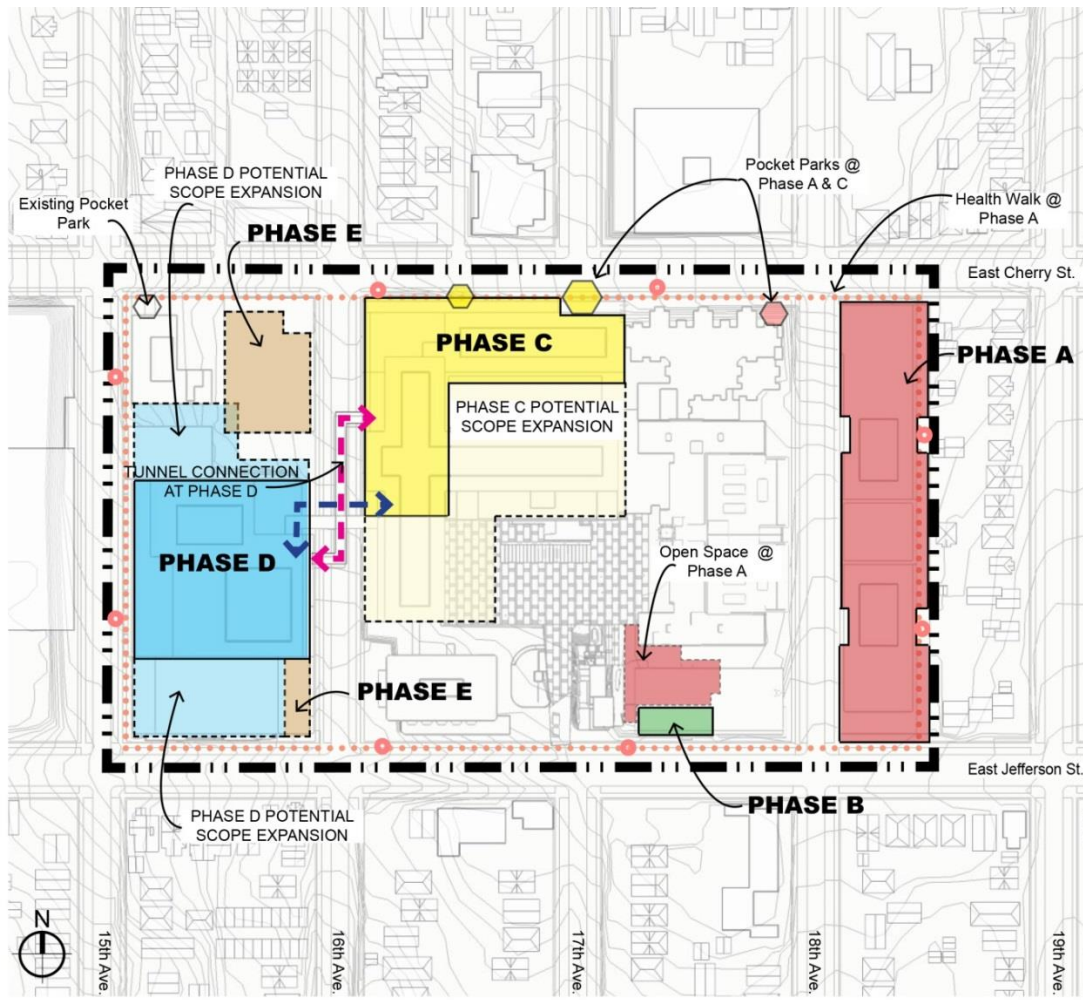 PHASE D POTENTIAL
SCOPE EXPANSION
Existing Pocket
Park
PHASE E
Pocket Parks @
Phase A & C
Health Walk @
Phase A
East Cherry St.
PHASE C
PHASE A
PHASE C POTENTIAL
SCOPE EXPANSION
TUNNEL CONNECTION
AT PHASE D
PHASE D
Open Space @
Phase A
PHASE E
East Jefferson St.
PHASE B
PHASE D POTENTIAL
SCOPE EXPANSION
N
15th Ave.
16th Ave.
17th Ave.
18th Ave.
19th Ave.